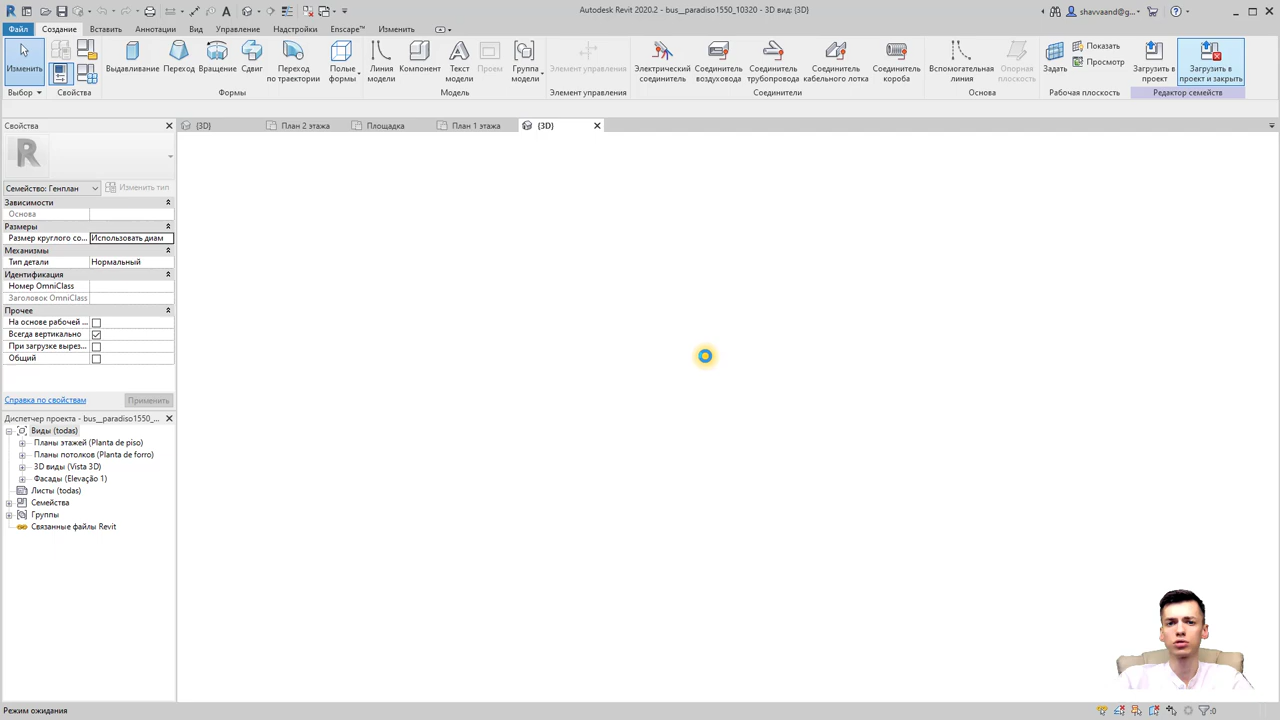 Autodesk Revit 2020.2 - bus__paradiso1550_10320 - 3D вид: {3D}
shavvaand@g...
Файл Создание Вставить Аннотации Вид Управление Надстройки Enscape™ Изменить
Изменить
Выдавливание
Переход
Вращение
Сдвиг
Переход по траектории
Полые формы
Линия модели
Компонент
Текст модели
Проем
Группа модели
Элемент управления
Электрический соединитель
Соединитель воздуховода
Соединитель трубопровода
Соединитель кабельного лотка
Соединитель короба
Вспомогательная линия
Опорная плоскость
Задать
Показать
Просмотр
Загрузить в проект
Загрузить в проект и закрыть
Выбор Свойства Формы Модель Элемент управления Соединители Основа Рабочая плоскость Редактор семейств
Свойства
{3D} План 2 этажа Площадка План 1 этажа {3D}
Семейство: Генплан Изменить тип
Зависимости
Основа
Размеры
Размер круглого со... Использовать диам
Механизмы
Тип детали Нормальный
Идентификация
Номер OmniClass
Заголовок OmniClass
Прочее
На основе рабочей ...
Всегда вертикально
При загрузке вырез...
Общий
Справка по свойствам Применить
Диспетчер проекта - bus__paradiso1550_...
Виды (todas)
Планы этажей (Planta de piso)
Планы потолков (Planta de forro)
3D виды (Vista 3D)
Фасады (Elevação 1)
Листы (todas)
Семейства
Группы
Связанные файлы Revit
Режим ожидания :0